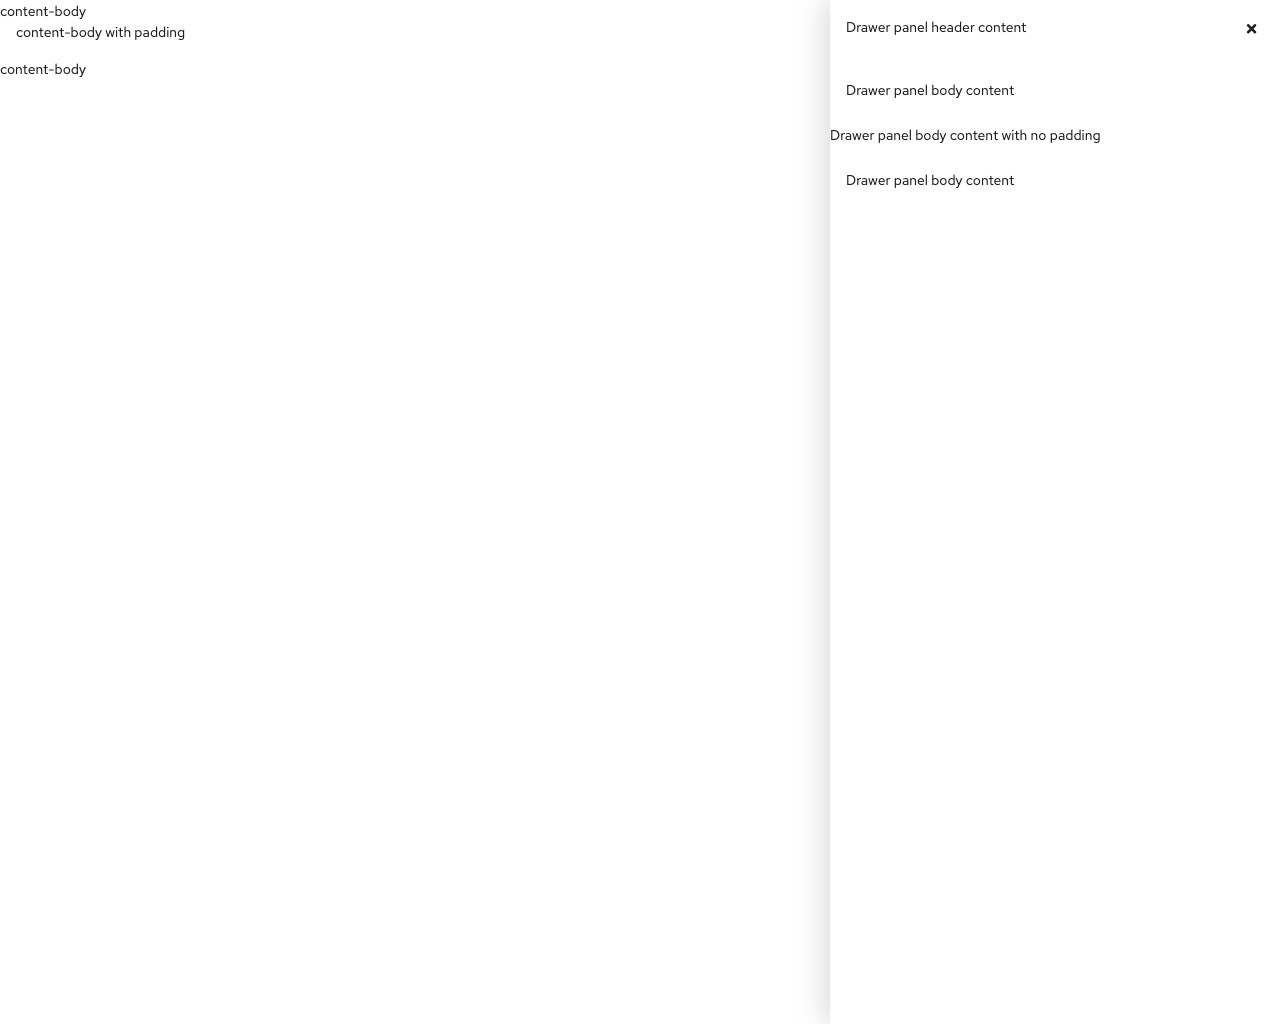 content-body
content-body with padding
content-body
Drawer panel header content
Drawer panel body content
Drawer panel body content with no padding
Drawer panel body content